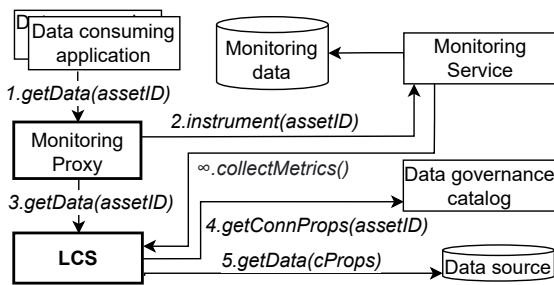 Data consuming
application
Monitoring
data
Monitoring
Service
1.getData(assetID)
Monitoring
Proxy
2.instrument(assetID)
∞.collectMetrics()
3.getData(assetID)
Data governance
catalog
4.getConnProps(assetID)
LCS
5.getData(cProps)
Data source